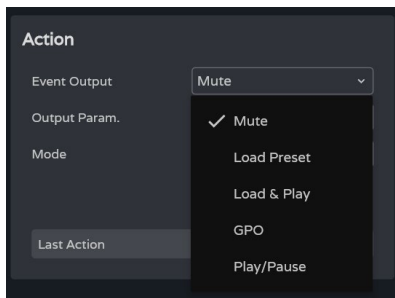 Action
Event Output
Mute
Output Param.
Mute
Mode
Load Preset
Load & Play
GPO
Last Action
Play/Pause